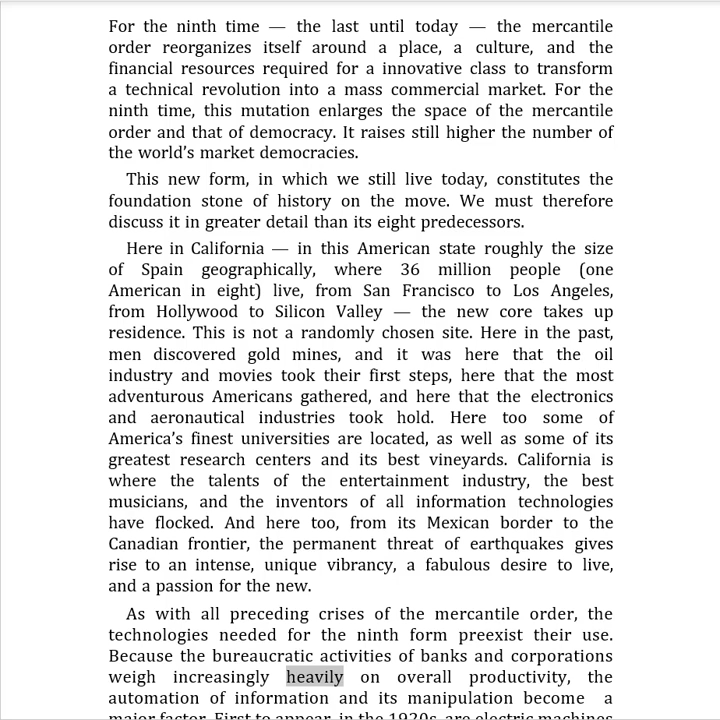 For the ninth time — the last until today — the mercantile
order reorganizes itself around a place, a culture, and the
financial resources required for a innovative class to transform
a technical revolution into a mass commercial market. For the
ninth time, this mutation enlarges the space of the mercantile
order and that of democracy. It raises still higher the number of
the world’s market democracies.
This new form, in which we still live today, constitutes the
foundation stone of history on the move. We must therefore
discuss it in greater detail than its eight predecessors.
Here in California — in this American state roughly the size
of Spain geographically, where 36 million people (one
American in eight) live, from San Francisco to Los Angeles,
from Hollywood to Silicon Valley — the new core takes up
residence. This is not a randomly chosen site. Here in the past,
men discovered gold mines, and it was here that the oil
industry and movies took their first steps, here that the most
adventurous Americans gathered, and here that the electronics
and aeronautical industries took hold. Here too some of
America’s finest universities are located, as well as some of its
greatest research centers and its best vineyards. California is
where the talents of the entertainment industry, the best
musicians, and the inventors of all information technologies
have flocked. And here too, from its Mexican border to the
Canadian frontier, the permanent threat of earthquakes gives
rise to an intense, unique vibrancy, a fabulous desire to live,
and a passion for the new.
As with all preceding crises of the mercantile order, the
technologies needed for the ninth form preexist their use.
Because the bureaucratic activities of banks and corporations
weigh increasingly heavily on overall productivity, the
automation of information and its manipulation become a
major factor. First to appear, in the 1920s, are electric machines